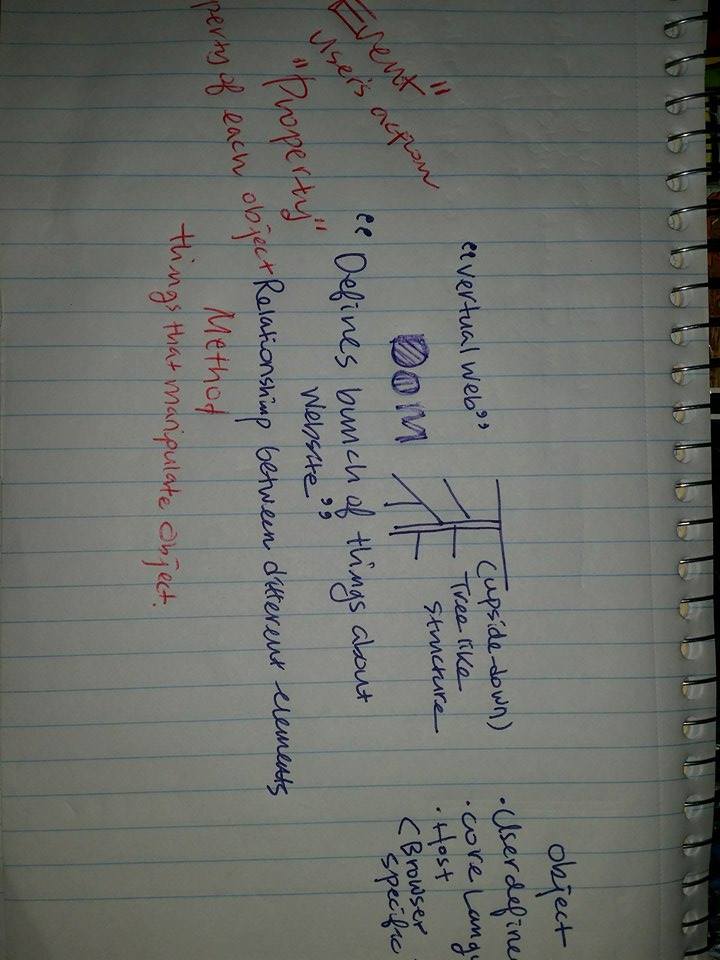 "vertual web"
DOM
(upside-down)
Tree like
structure
object
• User define
• core Langu
• Host
(Browser
specific
"Event"
User's action
"Defines bunch of things about
Website"
"Property"
perty of each object
Relationship between different elements
Method
things that manipulate object.